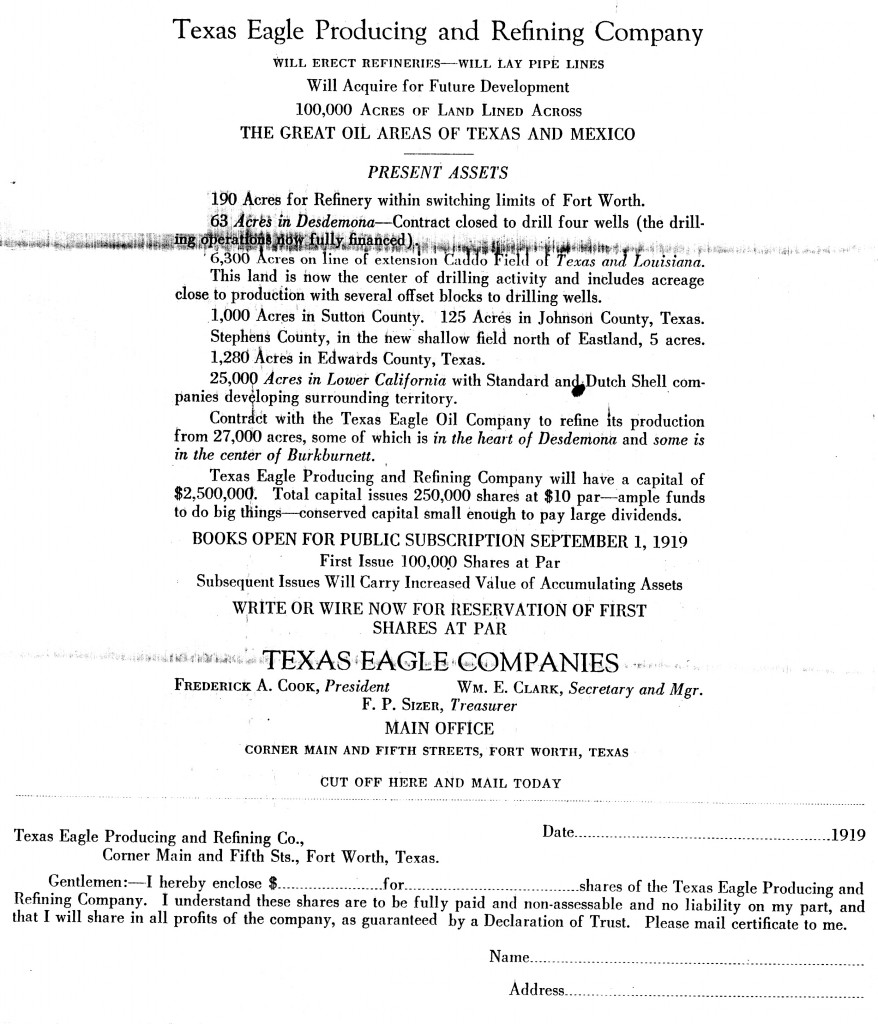 Texas Eagle Producing and Refining Company
WILL ERECT REFINERIES—WILL LAY PIPE LINES
Will Acquire for Future Development
100,000 ACRES OF LAND LINED ACROSS
THE GREAT OIL AREAS OF TEXAS AND MEXICO
PRESENT ASSETS
190 Acres for Refinery within switching limits of Fort Worth.
63 Acres in Desdemona—Contract closed to drill four wells (the drill-
ing operations now fully financed).
6,300 Acres on line of extension Caddo Field of Texas and Louisiana.
This land is now the center of drilling activity and includes acreage
close to production with several offset blocks to drilling wells.
1,000 Acres in Sutton County. 125 Acres in Johnson County, Texas.
Stephens County, in the new shallow field north of Eastland, 5 acres.
1,280 Acres in Edwards County, Texas.
25,000 Acres in Lower California with Standard and Dutch Shell com-
panies developing surrounding territory.
Contract with the Texas Eagle Oil Company to refine its production
from 27,000 acres, some of which is in the heart of Desdemona and some is
in the center of Burkburnett.
Texas Eagle Producing and Refining Company will have a capital of
$2,500,000. Total capital issues 250,000 shares at $10 par—ample funds
to do big things—conserved capital small enough to pay large dividends.
BOOKS OPEN FOR PUBLIC SUBSCRIPTION SEPTEMBER 1, 1919
First Issue 100,000 Shares at Par
Subsequent Issues Will Carry Increased Value of Accumulating Assets
WRITE OR WIRE NOW FOR RESERVATION OF FIRST
SHARES AT PAR
TEXAS EAGLE COMPANIES
FREDERICK A. COOK, President WM. E. CLARK, Secretary and Mgr.
F. P. SIZER, Treasurer
MAIN OFFICE
CORNER MAIN AND FIFTH STREETS, FORT WORTH, TEXAS
CUT OFF HERE AND MAIL TODAY
Date..........1919
Texas Eagle Producing and Refining Co.,
Corner Main and Fifth Sts., Fort Worth, Texas.
Gentlemen:—I hereby enclose $..........for..........shares of the Texas Eagle Producing and
Refining Company. I understand these shares are to be fully paid and non-assessable and no liability on my part, and
that I will share in all profits of the company, as guaranteed by a Declaration of Trust. Please mail certificate to me.
Name..........
Address..........